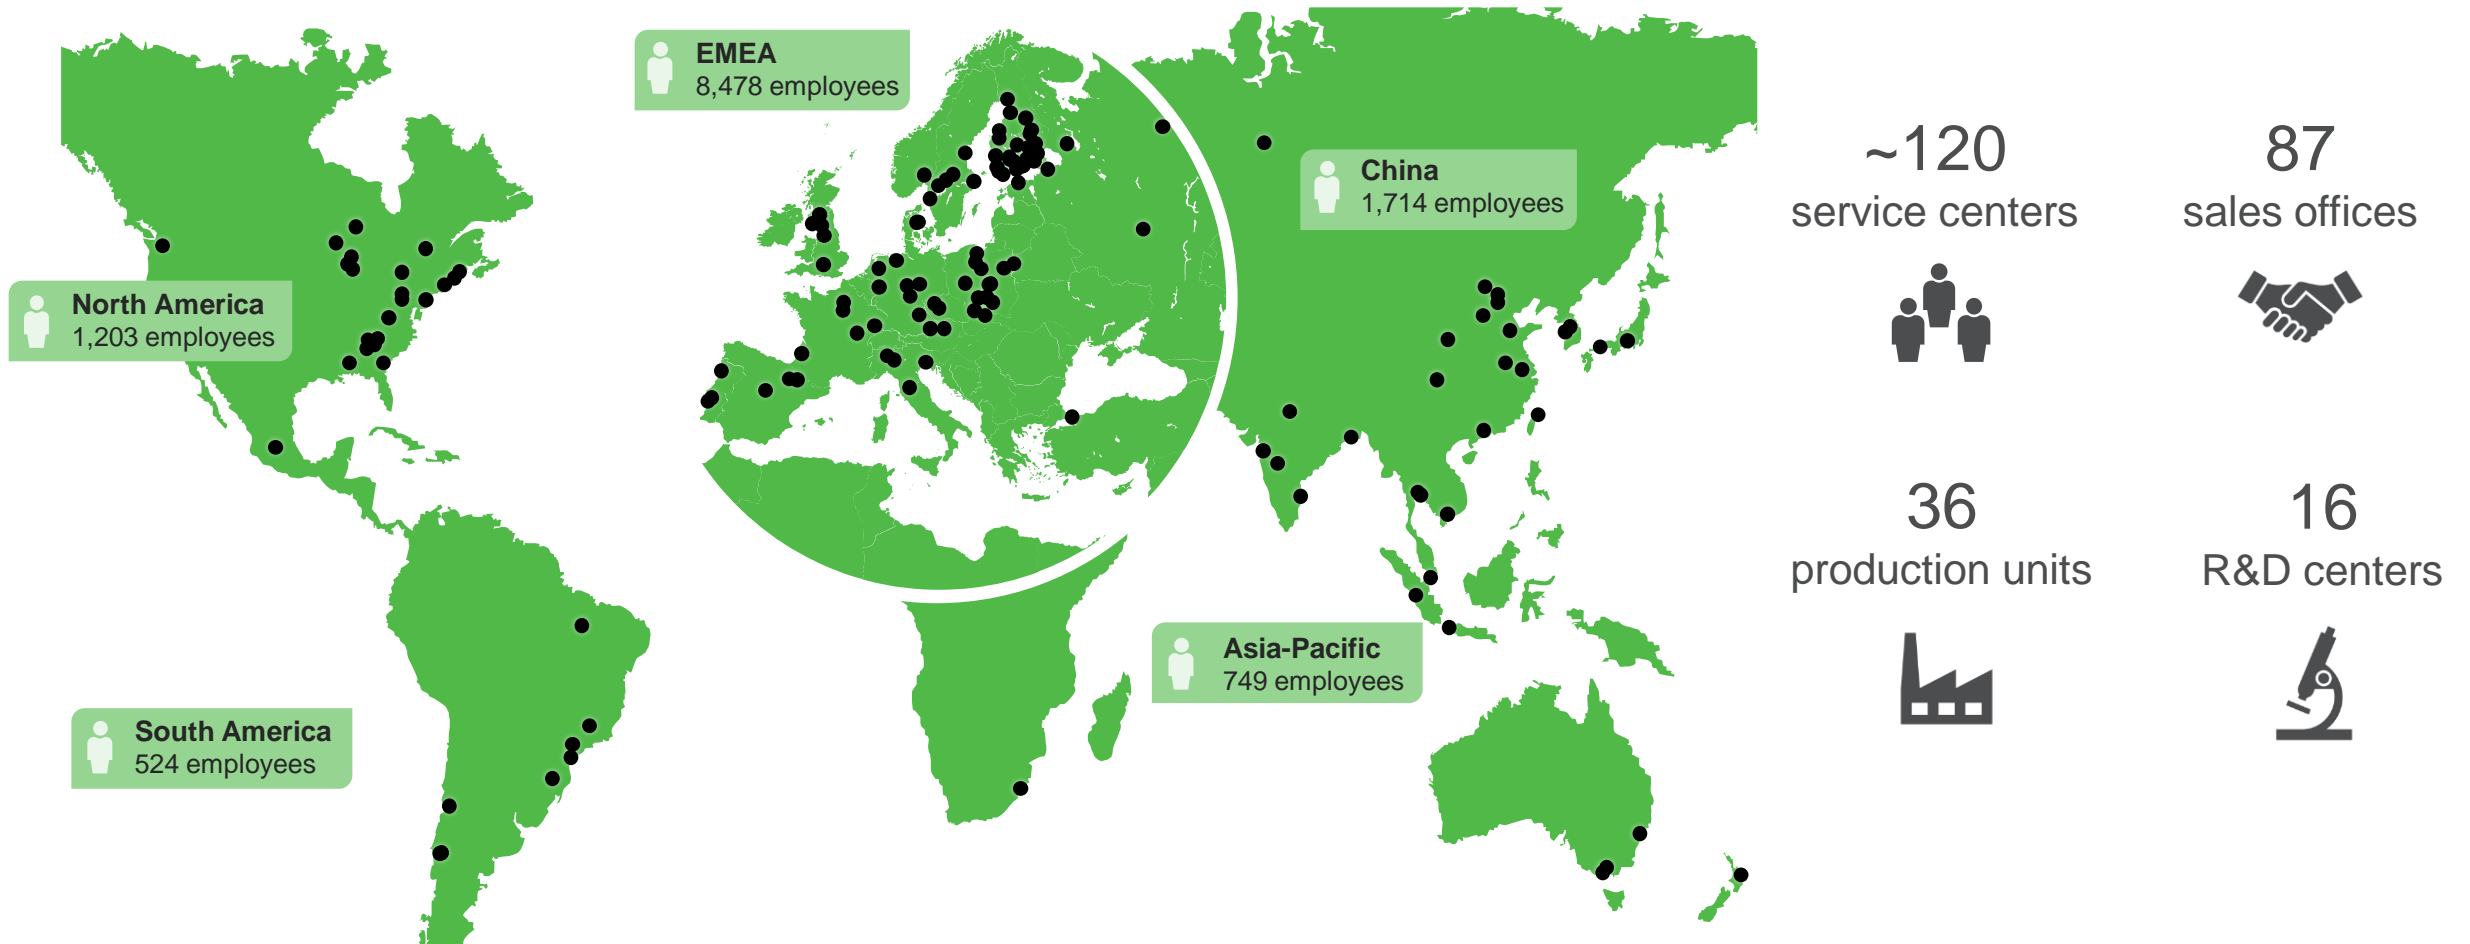 EMEA
8,478 employees
China
1,714 employees
North America
1,203 employees
Asia-Pacific
749 employees
South America
524 employees
~120
service centers
87
sales offices
36
production units
16
R&D centers